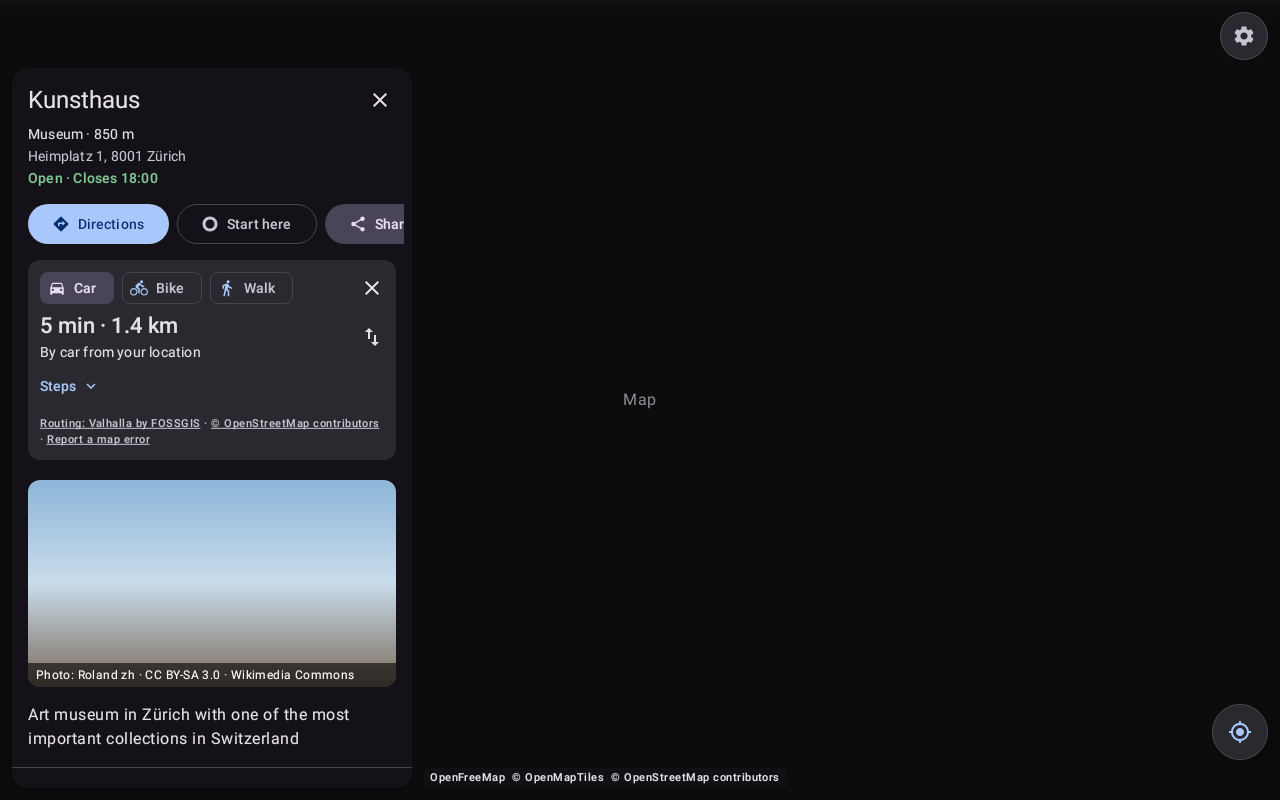 Kunsthaus
Museum · 850 m
Heimplatz 1, 8001 Zürich
Open · Closes 18:00
Directions
Start here
Car
Bike
Walk
5 min · 1.4 km
By car from your location
Steps
Routing: Valhalla by FOSSGIS · © OpenStreetMap contributors
· Report a map error
Photo: Roland zh · CC BY-SA 3.0 · Wikimedia Commons
Art museum in Zürich with one of the most
important collections in Switzerland
Map
OpenFreeMap © OpenMapTiles © OpenStreetMap contributors